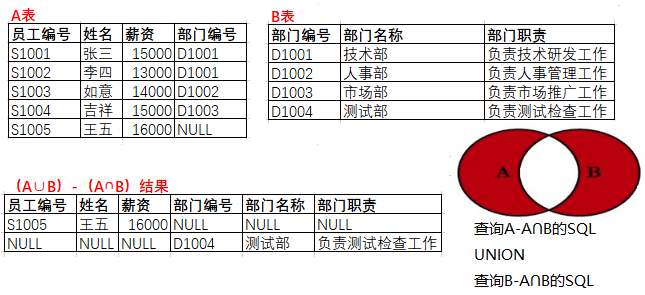 A表
员工编号 姓名 薪资 部门编号
S1001 张三 15000 D1001
S1002 李四 13000 D1001
S1003 如意 14000 D1002
S1004 吉祥 15000 D1003
S1005 王五 16000 NULL
B表
部门编号 部门名称 部门职责
D1001 技术部 负责技术研发工作
D1002 人事部 负责人事管理工作
D1003 市场部 负责市场推广工作
D1004 测试部 负责测试检查工作
A B
(A∪B) - (A∩B) 结果
员工编号 姓名 薪资 部门编号 部门名称 部门职责
S1005 王五 16000 NULL NULL NULL
NULL NULL NULL D1004 测试部 负责测试检查工作
查询A-A∩B的SQL
UNION
查询B-A∩B的SQL